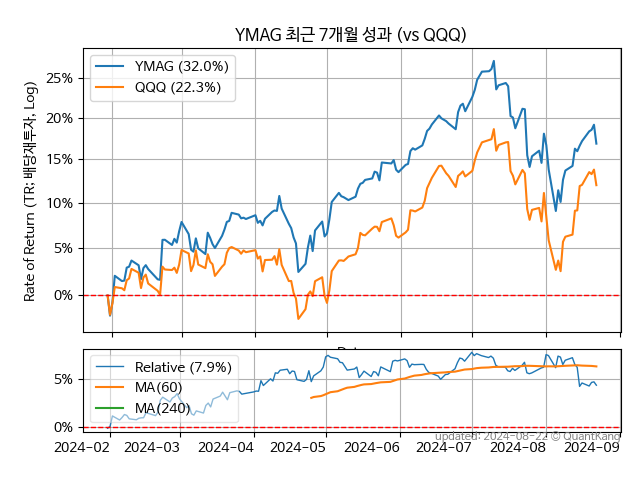 YMAG 최근 7개월 성과 (vs QQQ)
YMAG (32.0%)
QQQ (22.3%)
Rate of Return (TR: 배당재투자, Log)
25%
20%
15%
10%
5%
0%
Relative (7.9%)
MA(60)
MA(240)
5%
0%
2024-02 2024-03 2024-04 2024-05 2024-06 2024-07 2024-08 2024-09
updated: 2024-08-22 © QuantKang